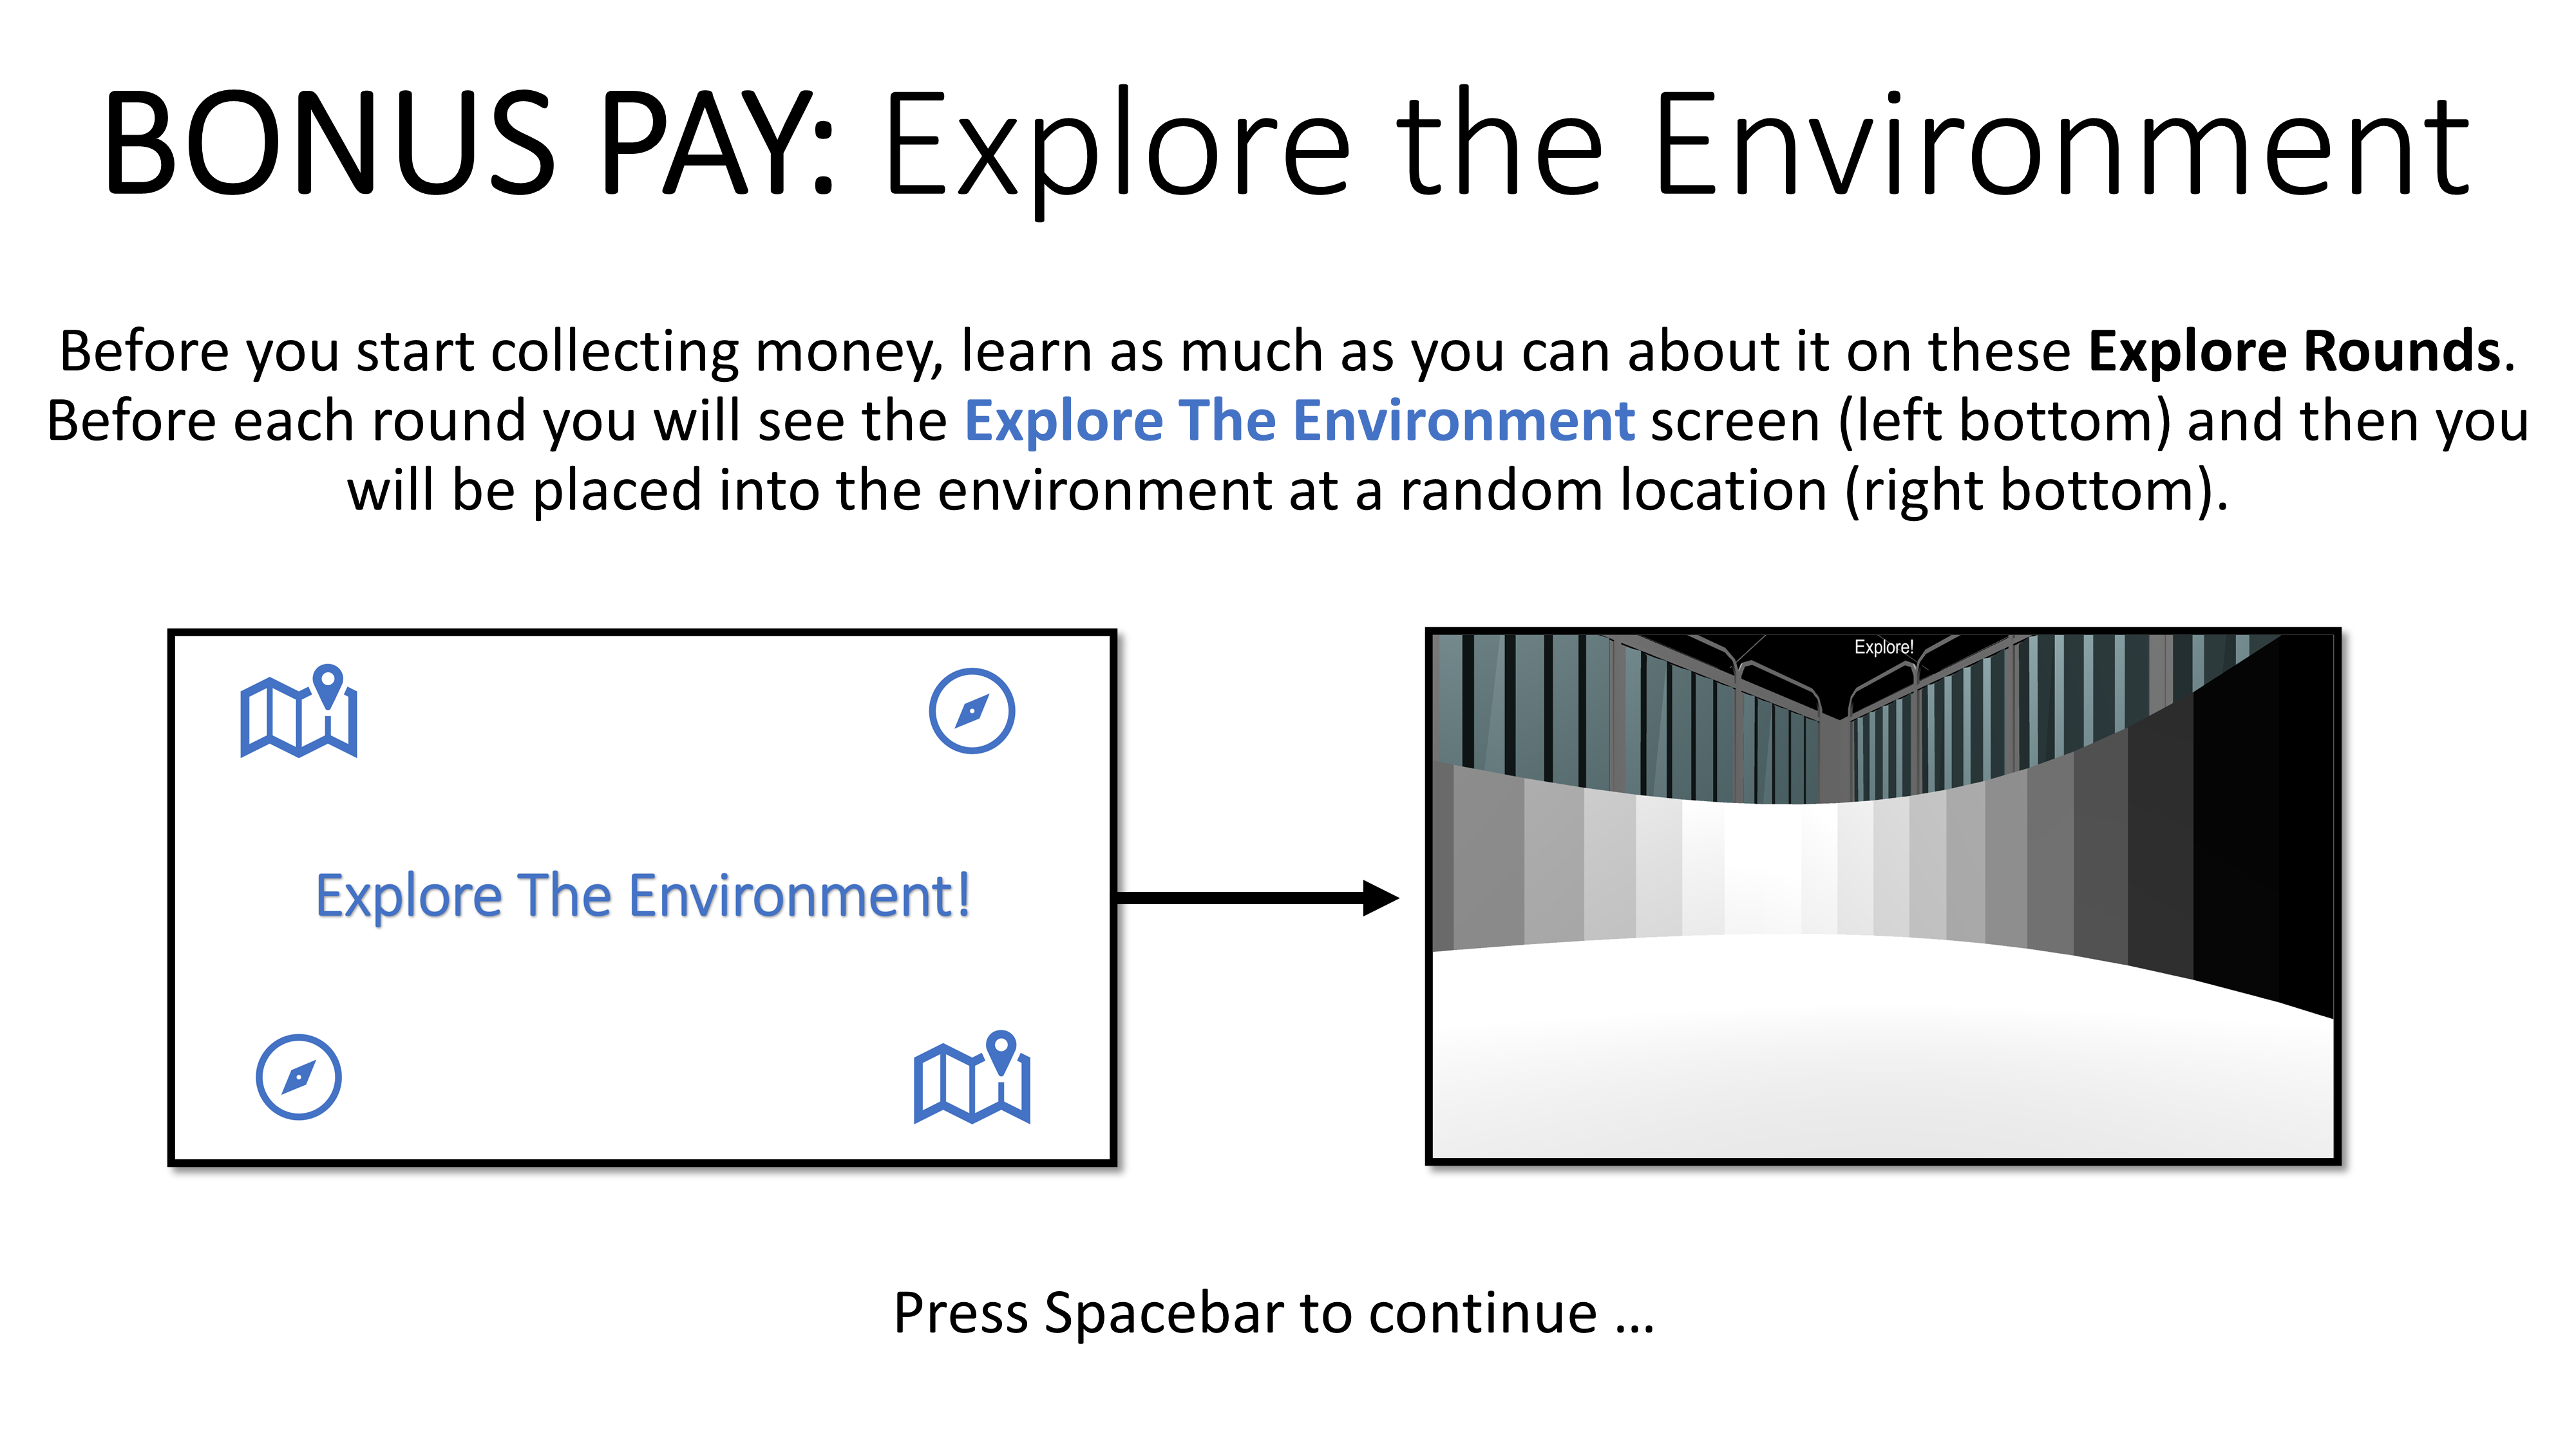 BONUS PAY: Explore the Environment
Before you start collecting money, learn as much as you can about it on these Explore Rounds.
Before each round you will see the Explore The Environment screen (left bottom) and then you
will be placed into the environment at a random location (right bottom).
Explore The Environment!
Explore!
Press Spacebar to continue ...